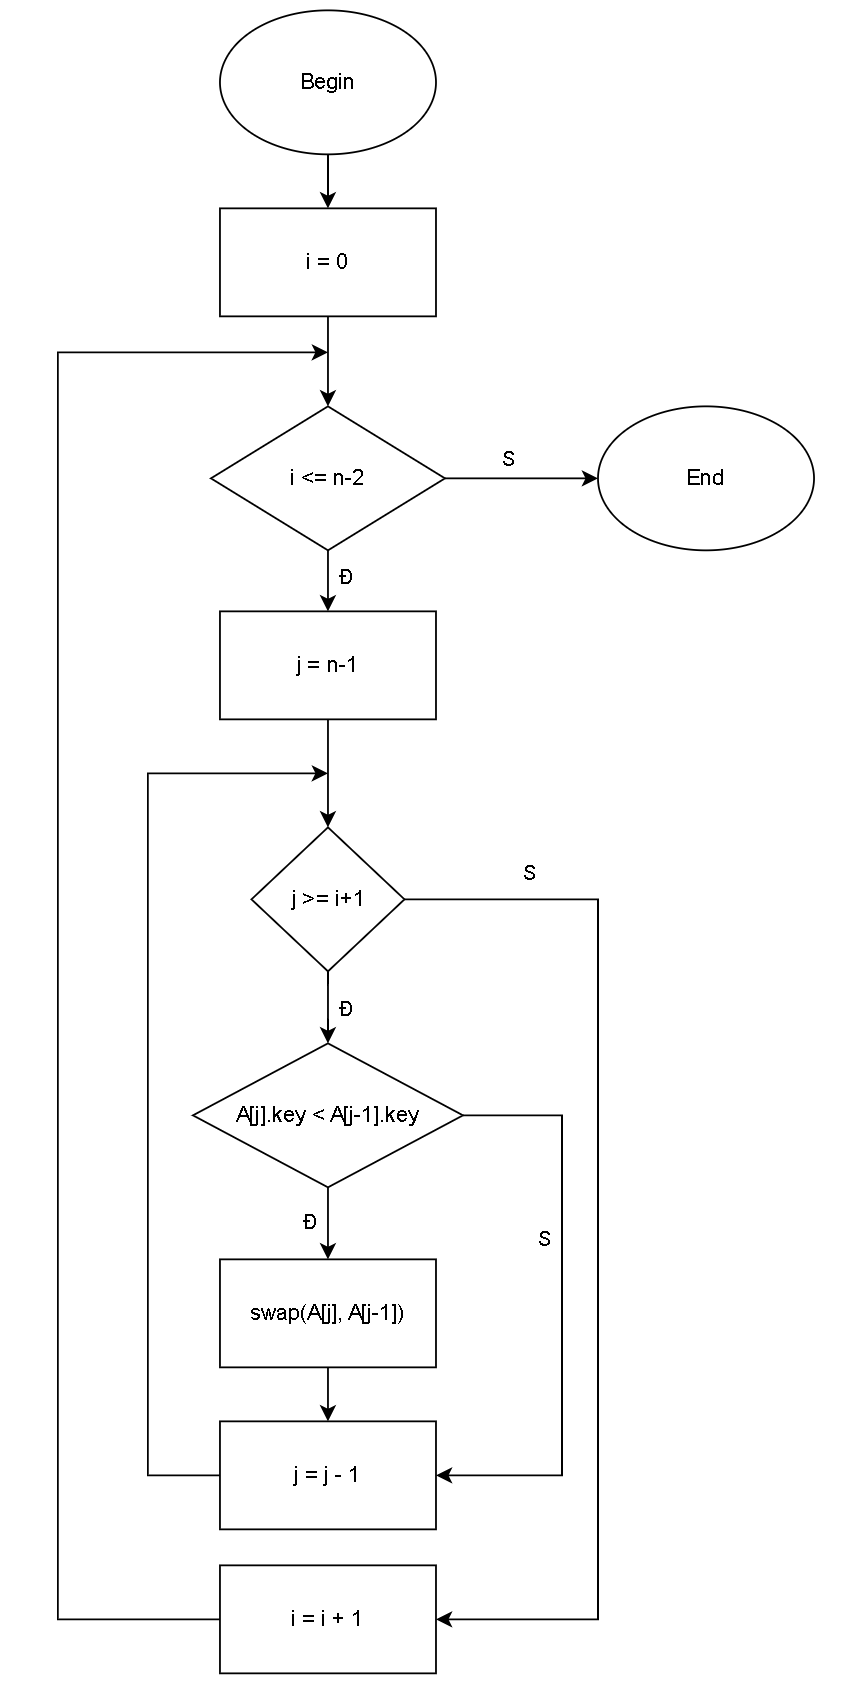 Begin
i = 0
i <= n-2
S
End
Đ
j = n-1
j >= i+1
S
Đ
A[j].key < A[j-1].key
Đ
S
swap(A[j], A[j-1])
j = j - 1
i = i + 1